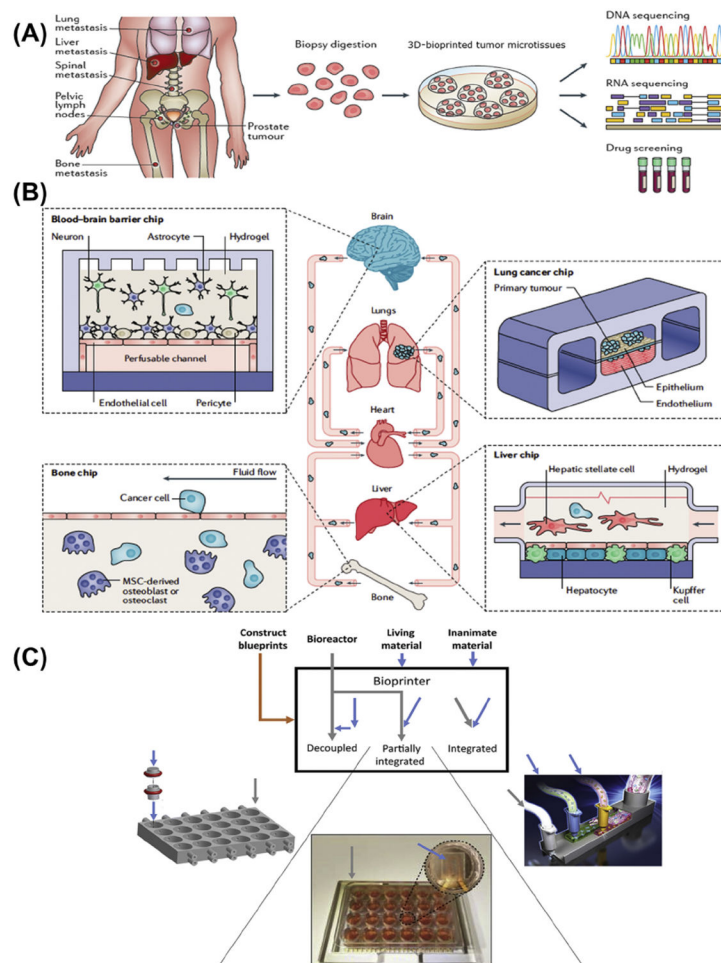 (A)
Lung metastasis
Liver metastasis
Spinal metastasis
Pelvic lymph nodes
Bone metastasis
Prostate tumour
Biopsy digestion
3D-bioprinted tumor microtissues
DNA sequencing
RNA sequencing
Drug screening
(B)
Blood–brain barrier chip
Neuron
Astrocyte
Hydrogel
Perfusable channel
Endothelial cell
Pericyte
Brain
Lungs
Heart
Liver
Bone
Lung cancer chip
Primary tumour
Epithelium
Endothelium
Bone chip
Fluid flow
Cancer cell
MSC-derived osteoblast or osteoclast
Liver chip
Hepatic stellate cell
Hydrogel
Hepatocyte
Kupffer cell
(C)
Construct blueprints
Bioreactor
Living material
Inanimate material
Bioprinter
Decoupled
Partially integrated
Integrated